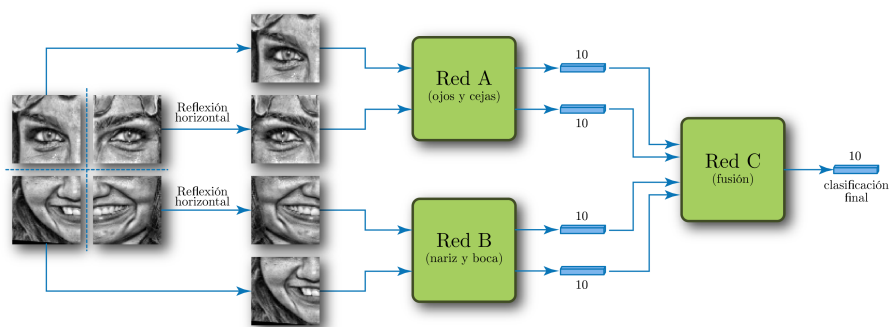 Reflexión
horizontal
Reflexión
horizontal
Red A
(ojos y cejas)
10
10
Red B
(nariz y boca)
10
10
Red C
(fusión)
10
clasificación
final